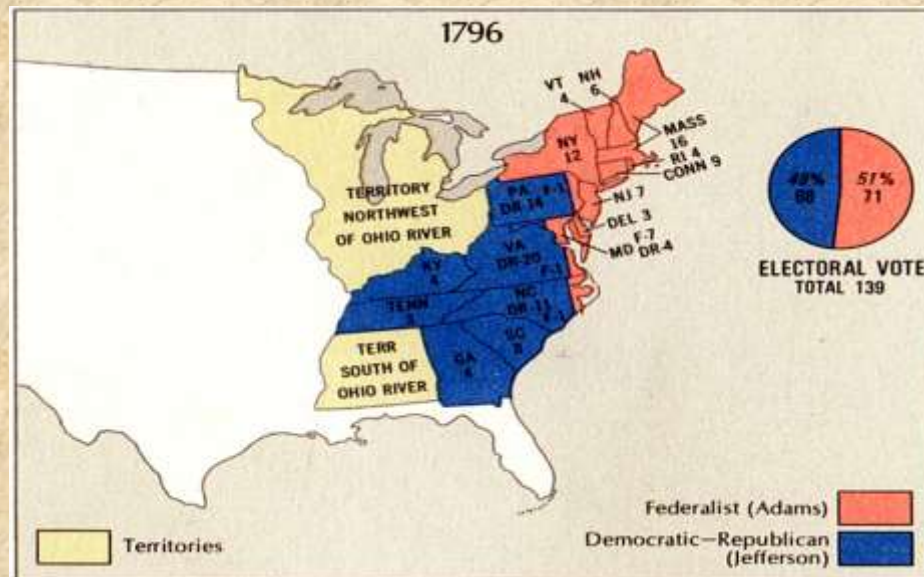 1796
VT
4
NH
6
MASS
16
RI 4
CONN 9
NY
12
NJ 7
DEL 3
MD
F-7
DR-4
PA
F-1
DR-14
TERRITORY
NORTHWEST
OF OHIO RIVER
VA
DR-20
F-1
KY
4
TENN
3
NC
DR-11
F-1
SC
8
GA
4
TERR
SOUTH OF
OHIO RIVER
51%
71
68
ELECTORAL VOTE
TOTAL 139
Federalist (Adams)
Democratic—Republican
(Jefferson)
Territories